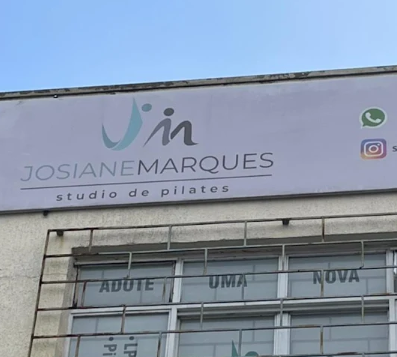 JOSIANEMARQUES
studio de pilates
ADOTE UMA NOVA